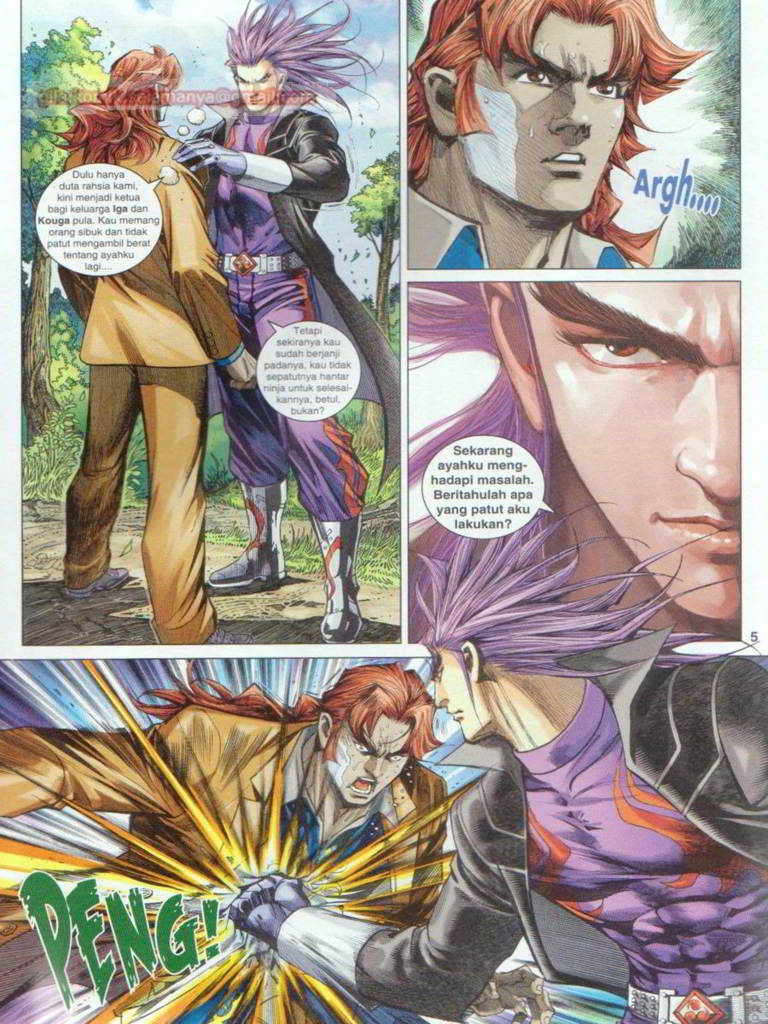 Dulu hanya
duta rahsia kami,
kini menjadi ketua
bagi keluarga Iga dan
Kouga pula. Kau memang
orang sibuk dan tidak
patut mengambil berat
tentang ayahku
lagi....
Tetapi
sekiranya kau
sudah berjanji
padanya, kau tidak
sepatutnya hantar
ninja untuk selesai-
kannya, betul,
bukan?
Argh....
Sekarang
ayahku meng-
hadapi masalah.
Beritahulah apa
yang patut aku
lakukan?
5
PENG!